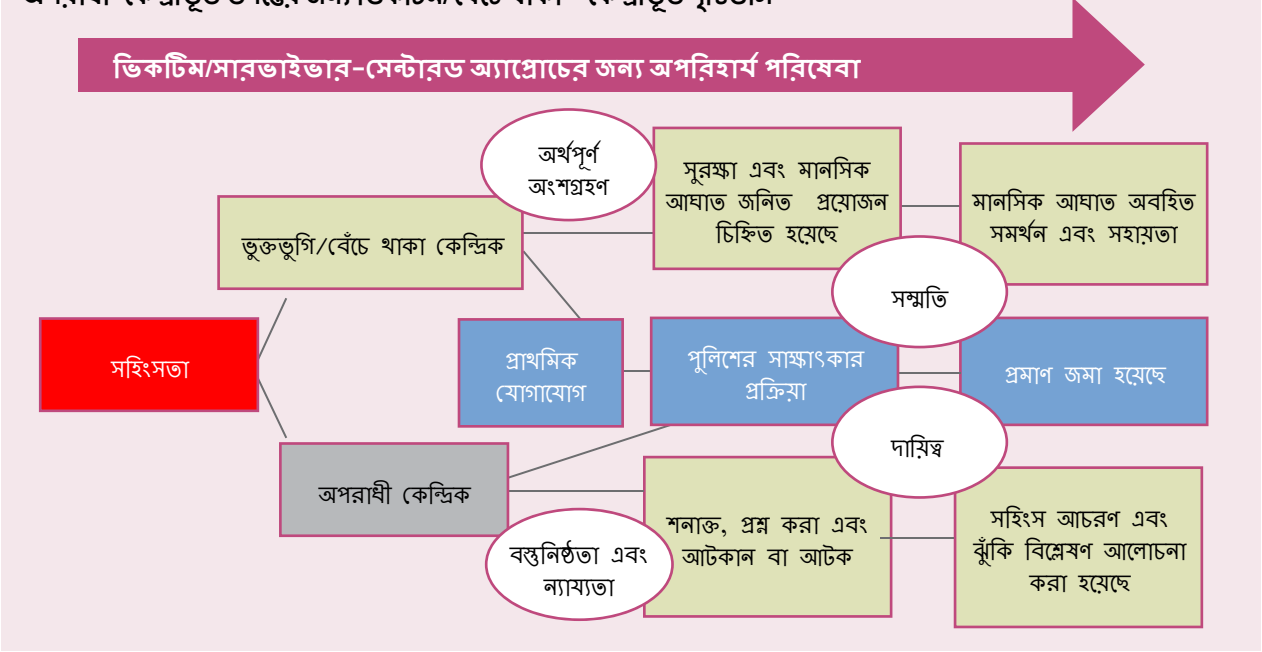 ভিকটিম/সারভাইভার-সেন্টারড অ্যাপ্রোচের জন্য অপরিহার্য পরিষেবা
অর্থপূর্ণ
অংশগ্রহণ
সুরক্ষা এবং মানসিক
আঘাত জনিত প্রয়োজন
চিহ্নিত হয়েছে
মানসিক আঘাত অবহিত
সমর্থন এবং সহায়তা
ভুক্তভুগি/বেঁচে থাকা কেন্দ্রিক
সম্মতি
সহিংসতা
প্রাথমিক
যোগাযোগ
পুলিশের সাক্ষাৎকার
প্রক্রিয়া
প্রমাণ জমা হয়েছে
দায়িত্ব
অপরাধী কেন্দ্রিক
শনাক্ত, প্রশ্ন করা এবং
আটকান বা আটক
সহিংস আচরণ এবং
ঝুঁকি বিশ্লেষণ আলোচনা
করা হয়েছে
বস্তুনিষ্ঠতা এবং
ন্যায্যতা